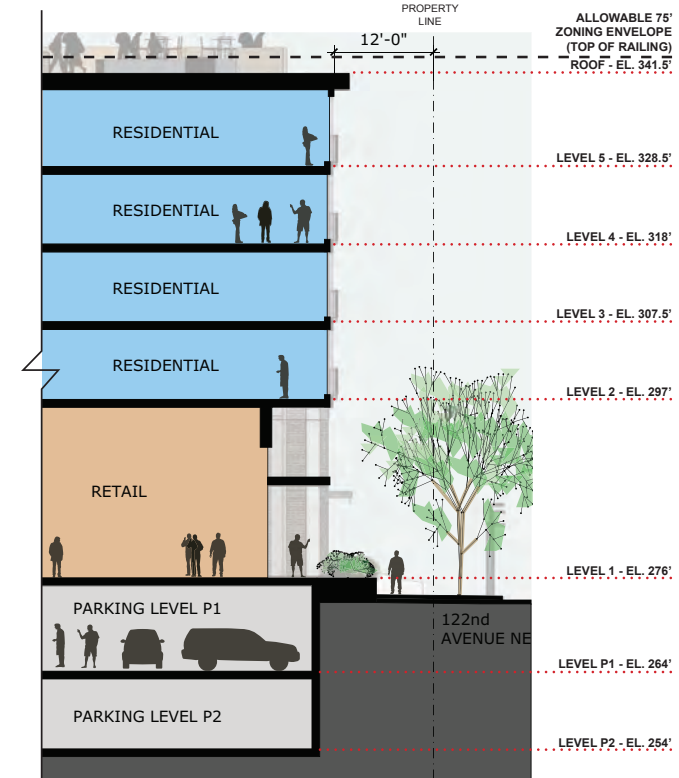 PROPERTY
LINE
12'-0"
ALLOWABLE 75'
ZONING ENVELOPE
(TOP OF RAILING)
ROOF - EL. 341.5'
RESIDENTIAL
LEVEL 5 - EL. 328.5'
RESIDENTIAL
LEVEL 4 - EL. 318'
RESIDENTIAL
LEVEL 3 - EL. 307.5'
RESIDENTIAL
LEVEL 2 - EL. 297'
RETAIL
LEVEL 1 - EL. 276'
PARKING LEVEL P1
122nd
AVENUE NE
LEVEL P1 - EL. 264'
PARKING LEVEL P2
LEVEL P2 - EL. 254'